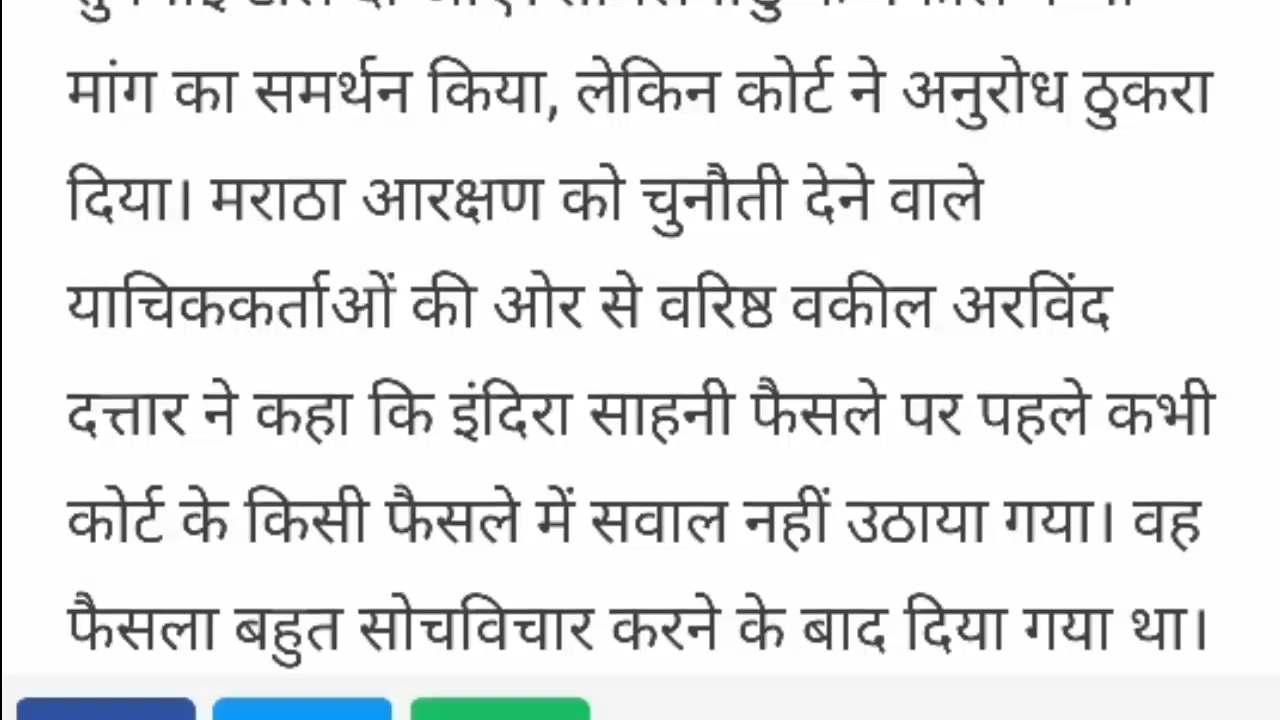 मांग का समर्थन किया, लेकिन कोर्ट ने अनुरोध ठुकरा
दिया। मराठा आरक्षण को चुनौती देने वाले
याचिककर्ताओं की ओर से वरिष्ठ वकील अरविंद
दत्तार ने कहा कि इंदिरा साहनी फैसले पर पहले कभी
कोर्ट के किसी फैसले में सवाल नहीं उठाया गया। वह
फैसला बहुत सोचविचार करने के बाद दिया गया था।